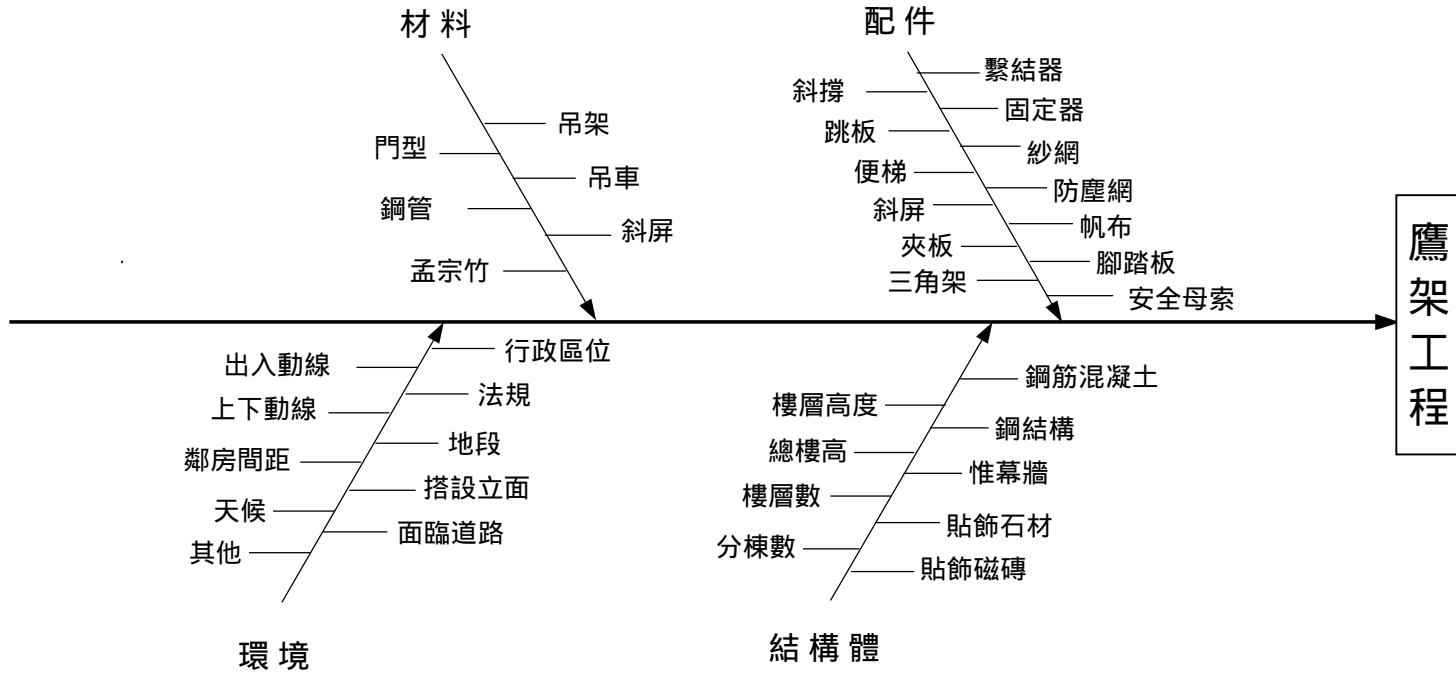 材料
配件
吊架
門型
吊車
鋼管
斜屏
孟宗竹
繫結器
斜撐
固定器
跳板
紗網
便梯
防塵網
斜屏
帆布
夾板
腳踏板
三角架
安全母索
鷹架工程
行政區位
出入動線
法規
上下動線
地段
鄰房間距
搭設立面
天候
面臨道路
其他
環境
鋼筋混凝土
樓層高度
鋼結構
總樓高
惟幕牆
樓層數
貼飾石材
分棟數
貼飾磁磚
結構體